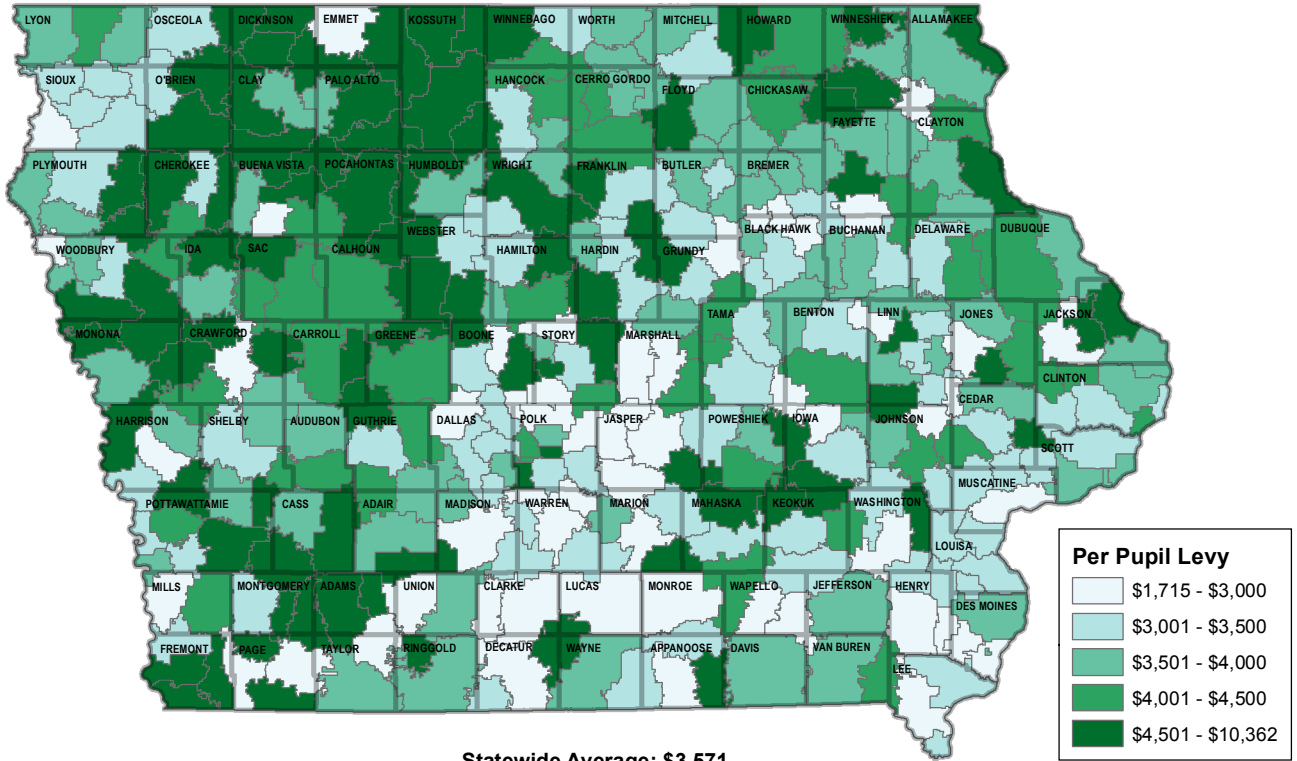 LYON OSCEOLA DICKINSON EMMET KOSSUTH WINNEBAGO WORTH MITCHELL HOWARD WINNESHIEK ALLAMAKEE
SIOUX O'BRIEN CLAY PALO ALTO HANCOCK CERRO GORDO FLOYD CHICKASAW
FAYETTE CLAYTON
PLYMOUTH CHEROKEE BUENA VISTA POCAHONTAS HUMBOLDT WRIGHT FRANKLIN BUTLER BREMER
WOODBURY IDA SAC CALHOUN WEBSTER HAMILTON HARDIN GRUNDY BLACK HAWK BUCHANAN DELAWARE DUBUQUE
MONONA CRAWFORD CARROLL GREENE BOONE STORY MARSHALL TAMA BENTON LINN JONES JACKSON
CLINTON
HARRISON SHELBY AUDUBON GUTHRIE DALLAS POLK JASPER POWESHIEK IOWA JOHNSON CEDAR
SCOTT
MUSCATINE
POTTAWATTAMIE CASS ADAIR MADISON WARREN MARION MAHASKA KEOKUK WASHINGTON
LOUISA
MILLS MONTGOMERY ADAMS UNION CLARKE LUCAS MONROE WAPELLO JEFFERSON HENRY
DES MOINES
FREMONT PAGE TAYLOR RINGGOLD DECATUR WAYNE APPANOOSE DAVIS VAN BUREN
LEE
Per Pupil Levy
$1,715 - $3,000
$3,001 - $3,500
$3,501 - $4,000
$4,001 - $4,500
$4,501 - $10,362
Statewide Average: $3,571